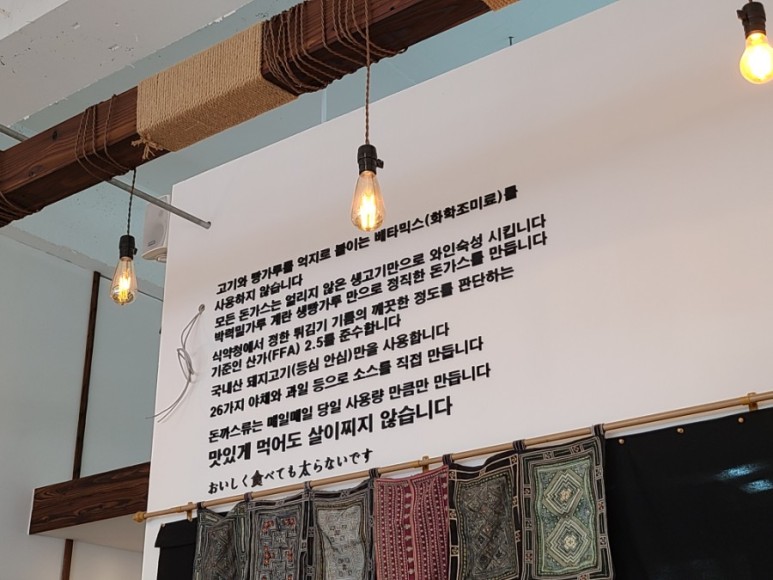 고기와 빵가루를 억지로 붙이는 배타믹스(화학조미료)를
사용하지 않습니다
모든 돈가스는 얼리지 않은 생고기만으로 와인숙성 시킵니다
박력밀가루 계란 생빵가루 만으로 정직한 돈가스를 만듭니다
식약청에서 정한 튀김기 기름의 깨끗한 정도를 판단하는
기준인 산가(FFA) 2.5를 준수합니다
국내산 돼지고기(등심 안심)만을 사용합니다
26가지 야채와 과일 등으로 소스를 직접 만듭니다
돈까스류는 매일매일 당일 사용량 만큼만 만듭니다
맛있게 먹어도 살이찌지 않습니다
おいしく食べても太らないです